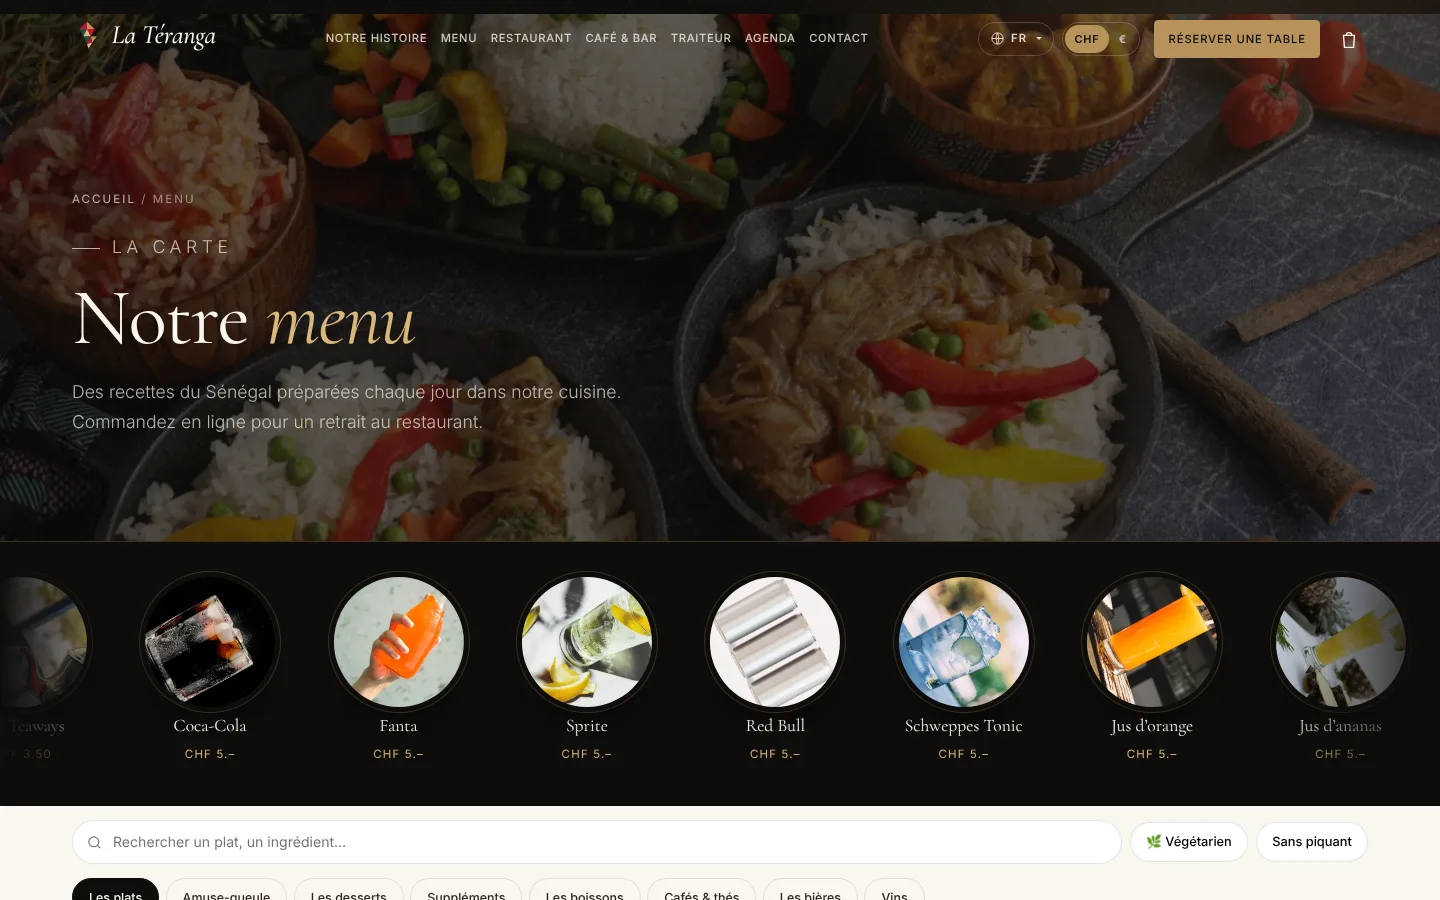 La Téranga
NOTRE HISTOIRE MENU RESTAURANT CAFÉ & BAR TRAITEUR AGENDA CONTACT
FR
CHF €
RÉSERVER UNE TABLE
ACCUEIL / MENU
LA CARTE
Notre menu
Des recettes du Sénégal préparées chaque jour dans notre cuisine.
Commandez en ligne pour un retrait au restaurant.
Teaways
3.50
Coca-Cola
CHF 5.–
Fanta
CHF 5.–
Sprite
CHF 5.–
Red Bull
CHF 5.–
Schweppes Tonic
CHF 5.–
Jus d’orange
CHF 5.–
Jus d’ananas
CHF 5.–
Rechercher un plat, un ingrédient…
Végétarien
Sans piquant
Les plats Amuse-gueule Les desserts Suppléments Les boissons Cafés & thés Les bières Vins